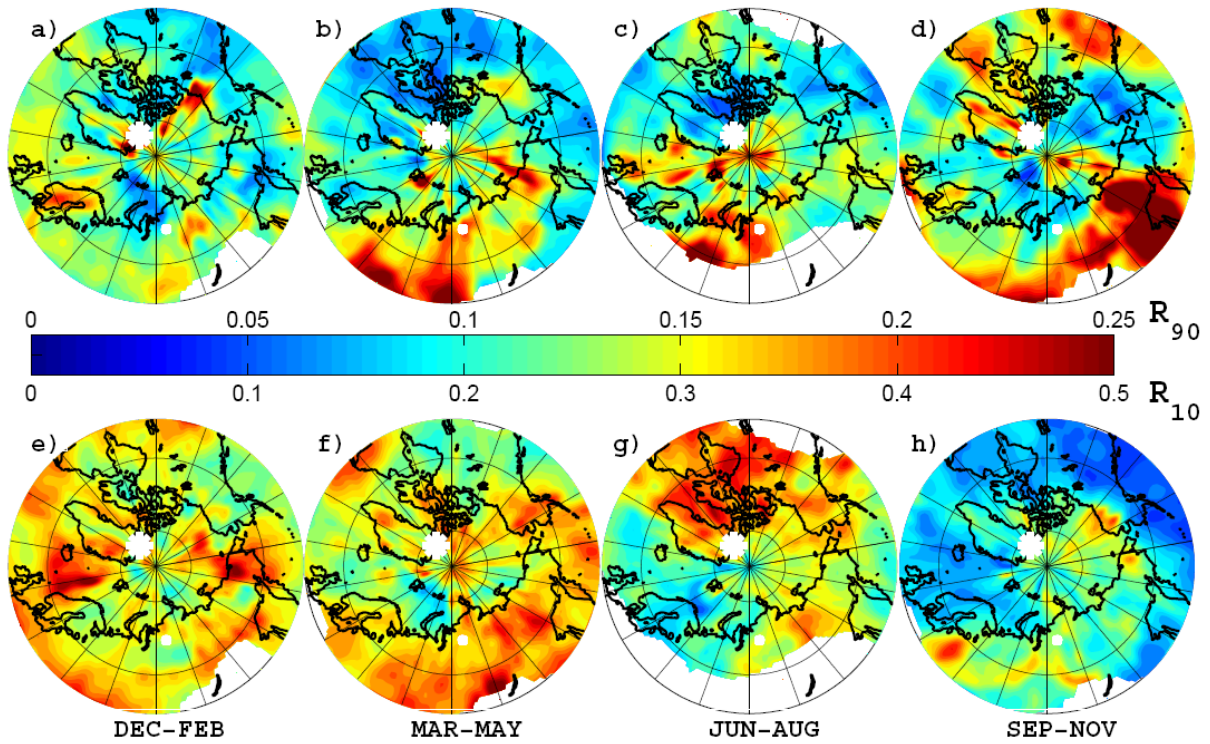 a) b) c) d)
0 0.05 0.1 0.15 0.2 0.25 R90
0 0.1 0.2 0.3 0.4 0.5 R10
e) f) g) h)
DEC-FEB MAR-MAY JUN-AUG SEP-NOV